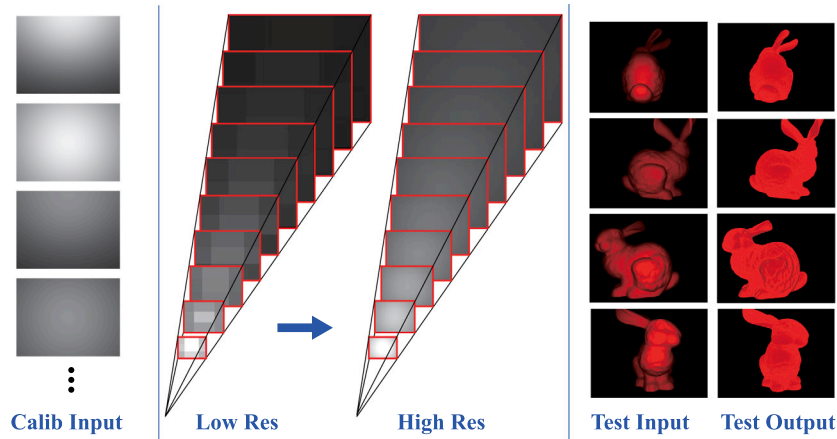 Calib Input
Low Res
High Res
Test Input
Test Output